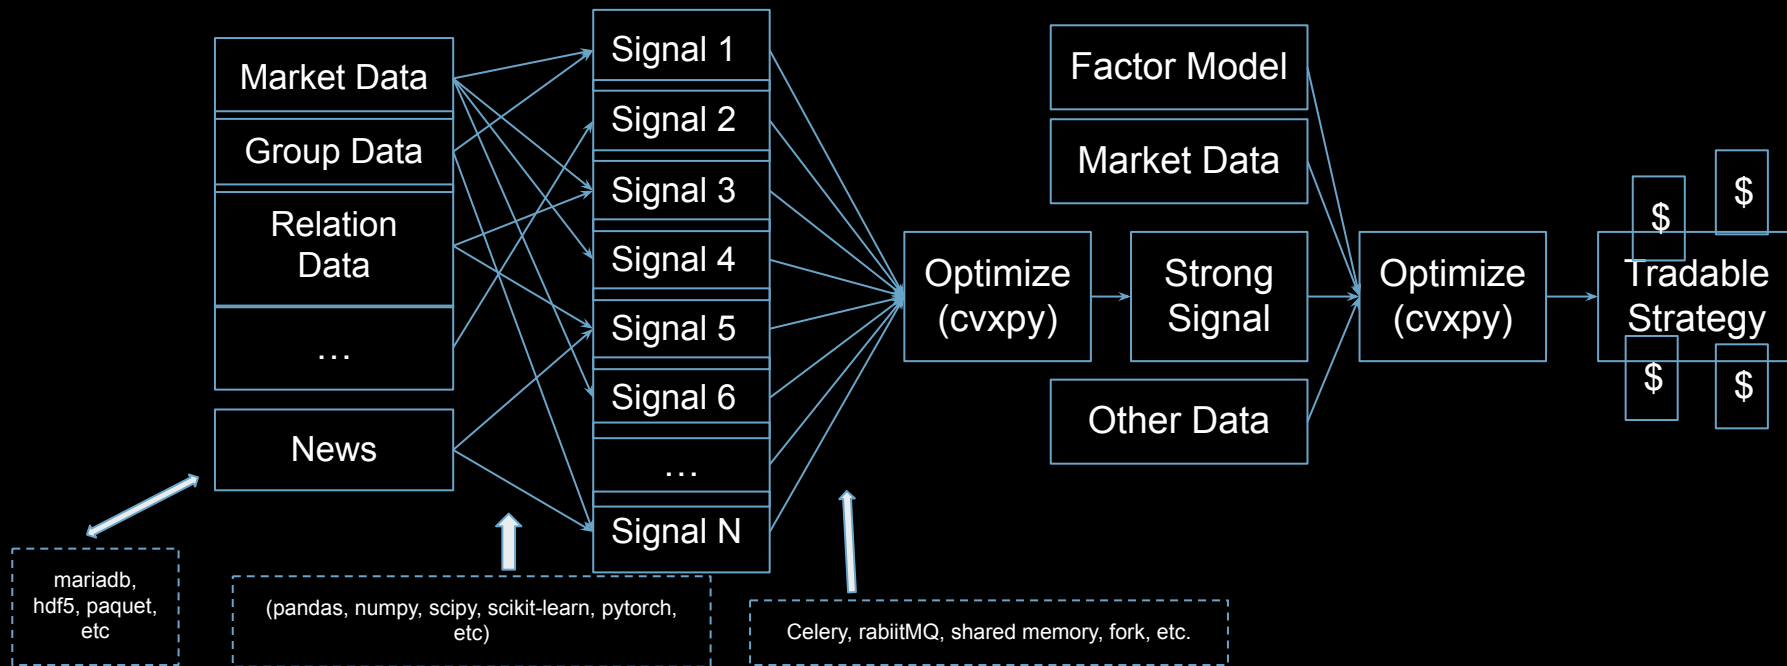 Market Data
Group Data
Relation
Data
...
News
Signal 1
Signal 2
Signal 3
Signal 4
Signal 5
Signal 6
...
Signal N
Optimize
(cvxpy)
Factor Model
Market Data
Strong
Signal
Other Data
Optimize
(cvxpy)
$
$
Tradable
Strategy
$
$
mariadb,
hdf5, paquet,
etc
(pandas, numpy, scipy, scikit-learn, pytorch,
etc)
Celery, rabiitMQ, shared memory, fork, etc.